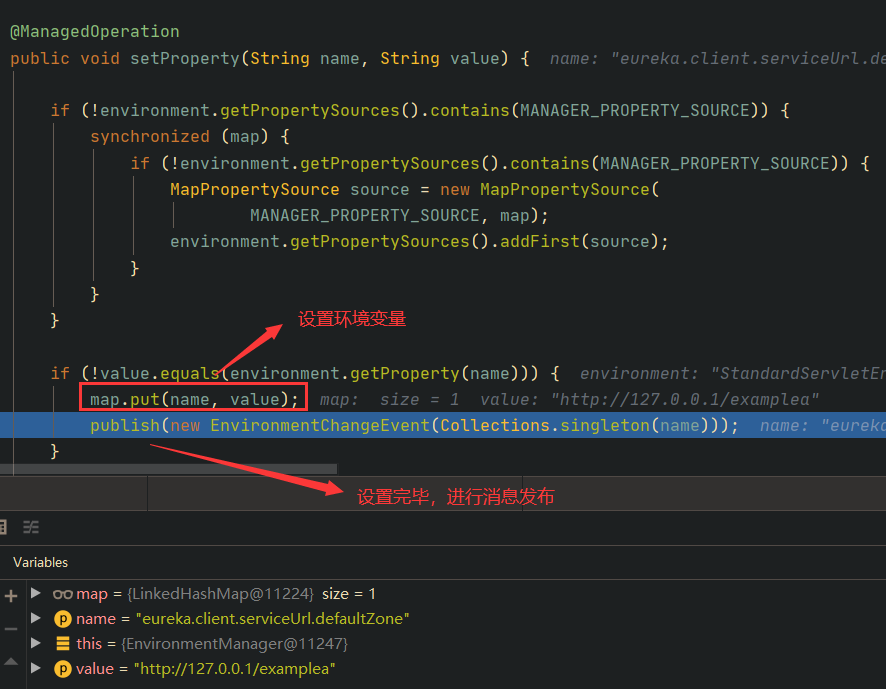 @ManagedOperation
public void setProperty(String name, String value) {  name: "eureka.client.serviceUrl.de
if (!environment.getPropertySources().contains(MANAGER_PROPERTY_SOURCE)) {
synchronized (map) {
if (!environment.getPropertySources().contains(MANAGER_PROPERTY_SOURCE)) {
MapPropertySource source = new MapPropertySource(
MANAGER_PROPERTY_SOURCE, map);
environment.getPropertySources().addFirst(source);
}
}
}
设置环境变量
if (!value.equals(environment.getProperty(name))) {  environment: "StandardServletEn
map.put(name, value);  map:  size = 1  value: "http://127.0.0.1/examplea"
publish(new EnvironmentChangeEvent(Collections.singleton(name)));  name: "eureka
}
设置完毕，进行消息发布
Variables
map = {LinkedHashMap@11224}  size = 1
p name = "eureka.client.serviceUrl.defaultZone"
this = {EnvironmentManager@11247}
p value = "http://127.0.0.1/examplea"